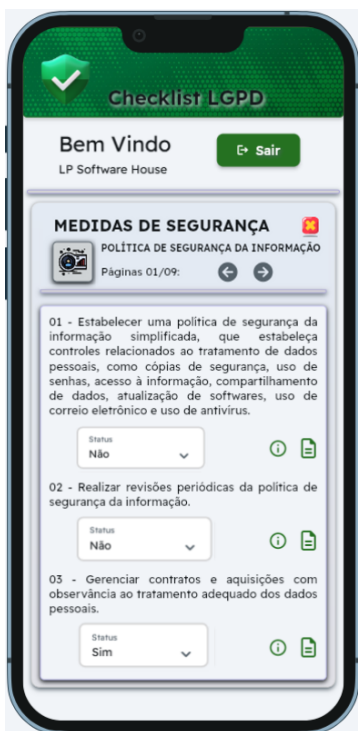 Checklist LGPD
Bem Vindo
LP Software House
Sair
MEDIDAS DE SEGURANÇA
POLÍTICA DE SEGURANÇA DA INFORMAÇÃO
Páginas 01/09:
01 - Estabelecer uma política de segurança da
informação simplificada, que estabeleça
controles relacionados ao tratamento de dados
pessoais, como cópias de segurança, uso de
senhas, acesso à informação, compartilhamento
de dados, atualização de softwares, uso de
correio eletrônico e uso de antivirus.
Status
Não
02 - Realizar revisões periódicas da política de
segurança da informação.
Status
Não
03 - Gerenciar contratos e aquisições com
observância ao tratamento adequado dos dados
pessoais.
Status
Sim